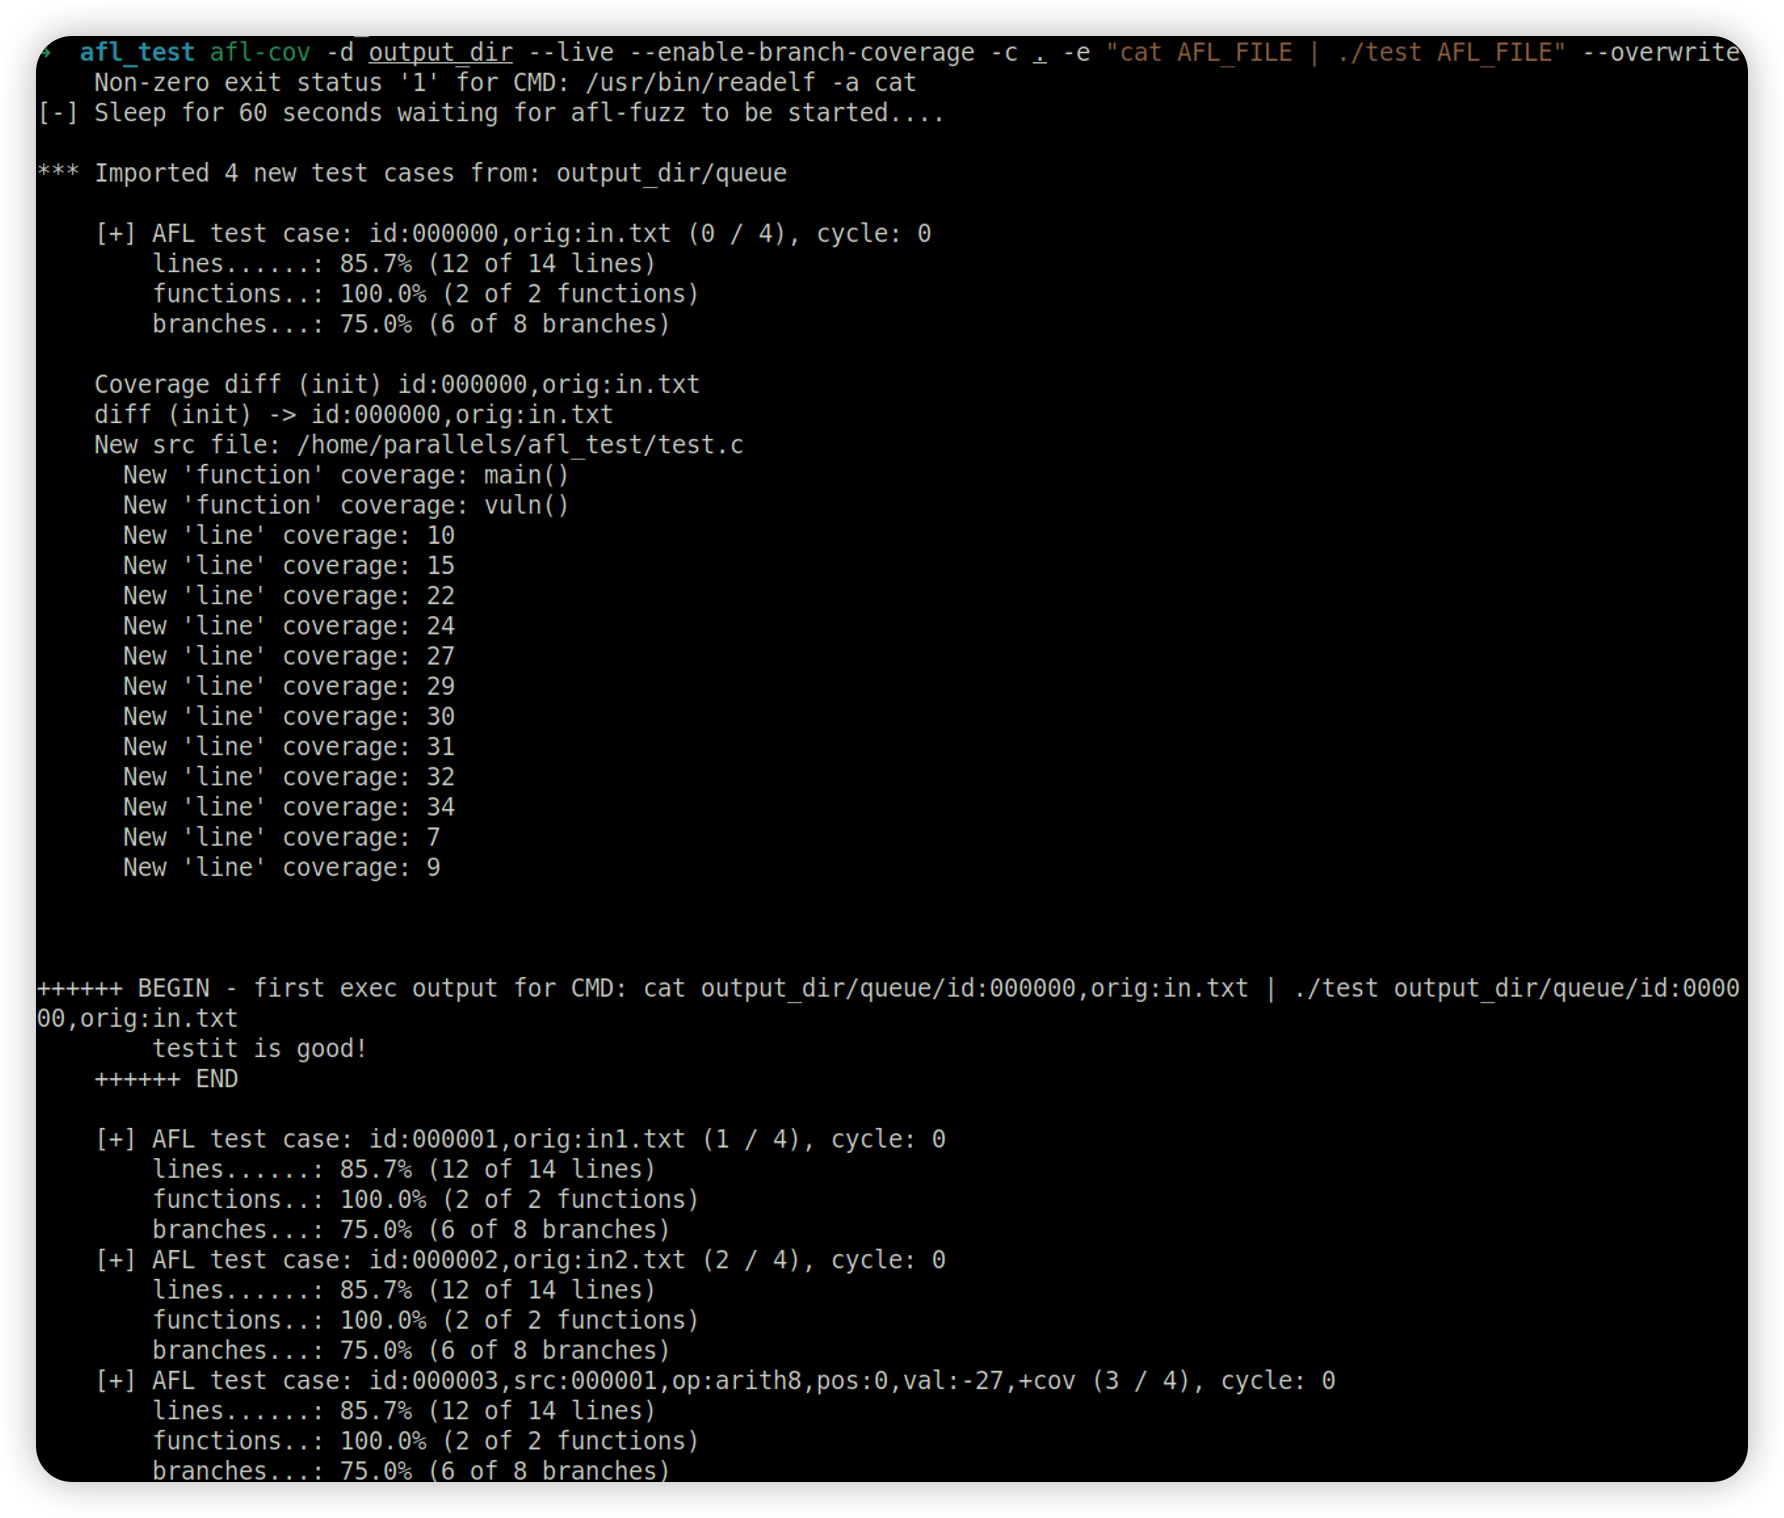 ➜  afl_test afl-cov -d output_dir --live --enable-branch-coverage -c . -e "cat AFL_FILE | ./test AFL_FILE" --overwrite
    Non-zero exit status '1' for CMD: /usr/bin/readelf -a cat
[-] Sleep for 60 seconds waiting for afl-fuzz to be started....

*** Imported 4 new test cases from: output_dir/queue

    [+] AFL test case: id:000000,orig:in.txt (0 / 4), cycle: 0
        lines......: 85.7% (12 of 14 lines)
        functions..: 100.0% (2 of 2 functions)
        branches...: 75.0% (6 of 8 branches)

    Coverage diff (init) id:000000,orig:in.txt
    diff (init) -> id:000000,orig:in.txt
    New src file: /home/parallels/afl_test/test.c
      New 'function' coverage: main()
      New 'function' coverage: vuln()
      New 'line' coverage: 10
      New 'line' coverage: 15
      New 'line' coverage: 22
      New 'line' coverage: 24
      New 'line' coverage: 27
      New 'line' coverage: 29
      New 'line' coverage: 30
      New 'line' coverage: 31
      New 'line' coverage: 32
      New 'line' coverage: 34
      New 'line' coverage: 7
      New 'line' coverage: 9

++++++ BEGIN - first exec output for CMD: cat output_dir/queue/id:000000,orig:in.txt | ./test output_dir/queue/id:0000
00,orig:in.txt
        testit is good!
    ++++++ END

    [+] AFL test case: id:000001,orig:in1.txt (1 / 4), cycle: 0
        lines......: 85.7% (12 of 14 lines)
        functions..: 100.0% (2 of 2 functions)
        branches...: 75.0% (6 of 8 branches)
    [+] AFL test case: id:000002,orig:in2.txt (2 / 4), cycle: 0
        lines......: 85.7% (12 of 14 lines)
        functions..: 100.0% (2 of 2 functions)
        branches...: 75.0% (6 of 8 branches)
    [+] AFL test case: id:000003,src:000001,op:arith8,pos:0,val:-27,+cov (3 / 4), cycle: 0
        lines......: 85.7% (12 of 14 lines)
        functions..: 100.0% (2 of 2 functions)
        branches...: 75.0% (6 of 8 branches)